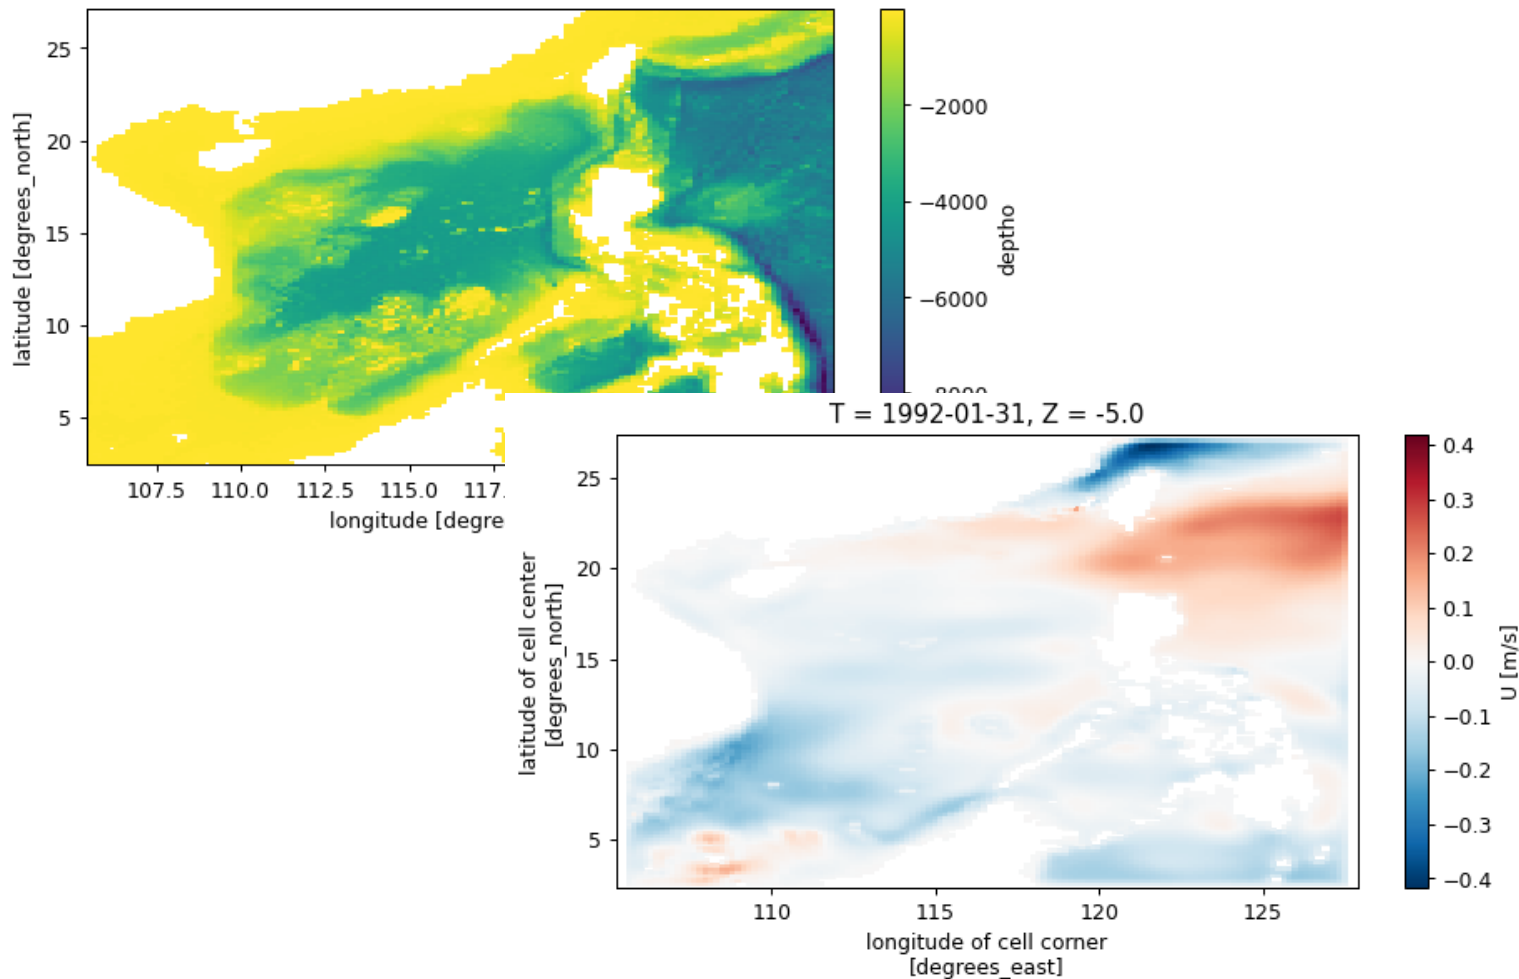 25
20
15
10
5
latitude [degrees_north]
107.5 110.0 112.5 115.0 117.
longitude [degre
−2000
−4000
−6000
deptho
T = 1992-01-31, Z = -5.0
25
20
15
10
5
latitude of cell center
[degrees_north]
110 115 120 125
longitude of cell corner
[degrees_east]
0.4
0.3
0.2
0.1
0.0
−0.1
−0.2
−0.3
−0.4
U [m/s]